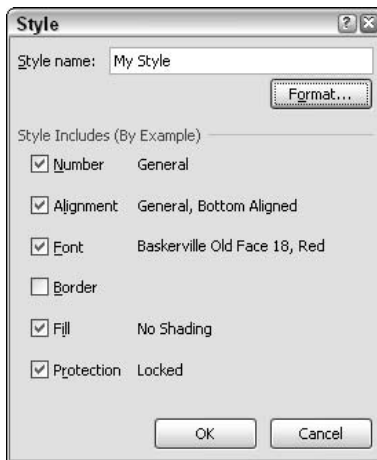 Style
Style name: My Style
Format...
Style Includes (By Example)
Number General
Alignment General, Bottom Aligned
Font Baskerville Old Face 18, Red
Border
Fill No Shading
Protection Locked
OK Cancel